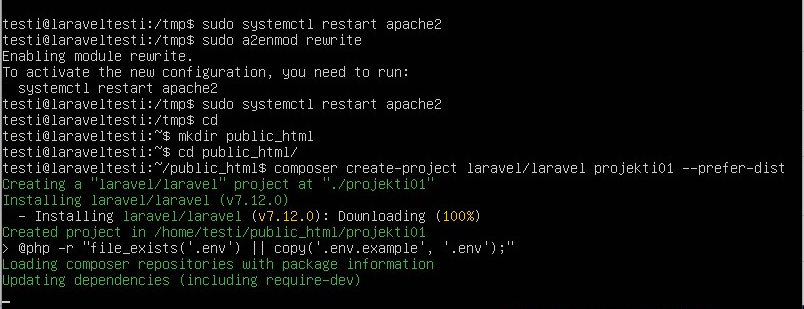 testi@laraveltesti:/tmp$ sudo systemctl restart apache2
testi@laraveltesti:/tmp$ sudo a2enmod rewrite
Enabling module rewrite.
To activate the new configuration, you need to run:
  systemctl restart apache2
testi@laraveltesti:/tmp$ sudo systemctl restart apache2
testi@laraveltesti:/tmp$ cd
testi@laraveltesti:~$ mkdir public_html
testi@laraveltesti:~$ cd public_html/
testi@laraveltesti:~/public_html$ composer create-project laravel/laravel projekti01 --prefer-dist
Creating a "laravel/laravel" project at "./projekti01"
Installing laravel/laravel (v7.12.0)
  - Installing laravel/laravel (v7.12.0): Downloading (100%)
Created project in /home/testi/public_html/projekti01
> @php -r "file_exists('.env') || copy('.env.example', '.env');"
Loading composer repositories with package information
Updating dependencies (including require-dev)